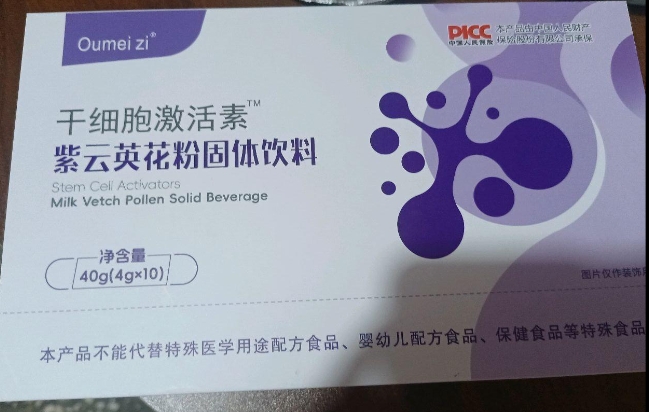 Oumei zi®
PICC
中国人民保险
本产品由中国人民财产
保险股份有限公司承保
干细胞激活素™
紫云英花粉固体饮料
Stem Cell Activators
Milk Vetch Pollen Solid Beverage
净含量
40g(4g×10)
图片仅作装饰
本产品不能代替特殊医学用途配方食品、婴幼儿配方食品、保健食品等特殊食品